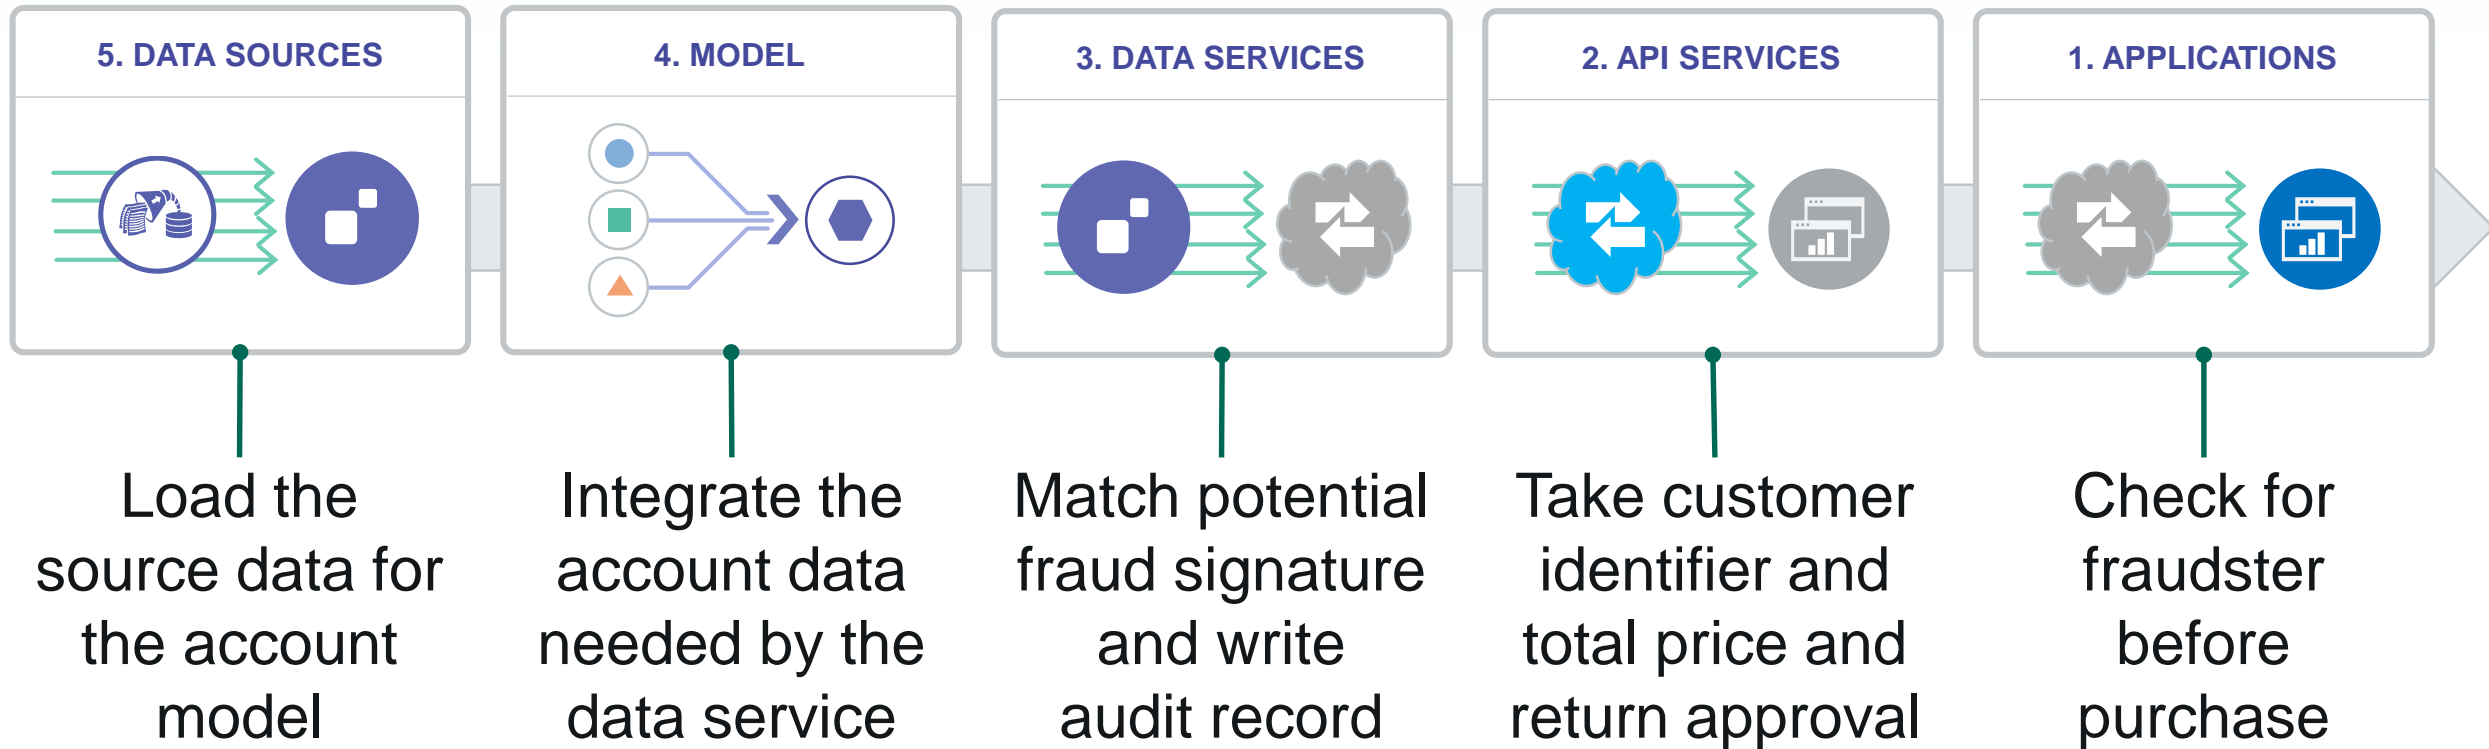 5. DATA SOURCES
4. MODEL
3. DATA SERVICES
2. API SERVICES
1. APPLICATIONS
Load the
source data for
the account
model
Integrate the
account data
needed by the
data service
Match potential
fraud signature
and write
audit record
Take customer
identifier and
total price and
return approval
Check for
fraudster
before
purchase